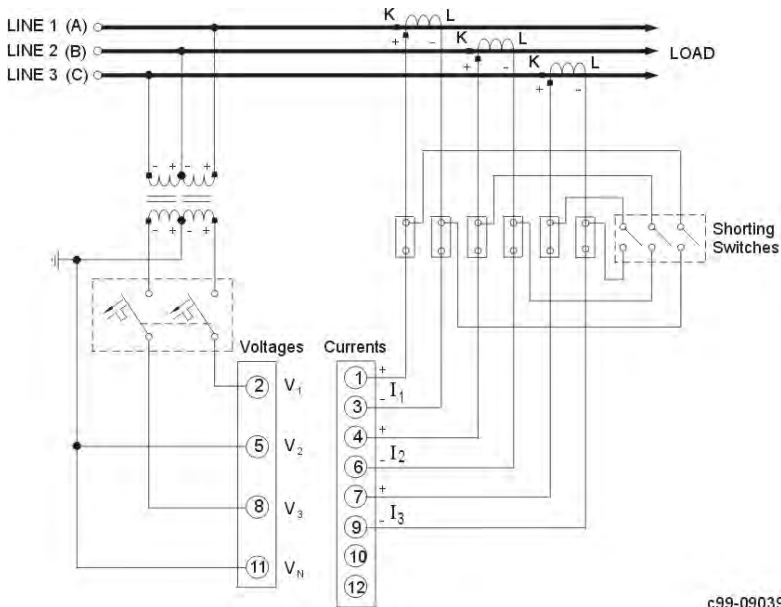 LINE 1 (A)
LINE 2 (B)
LINE 3 (C)
K L
+ -
K L
+ -
K L
+ -
LOAD
- + - +
- + - +
Shorting
Switches
Voltages
2 V1
5 V2
8 V3
11 VN
Currents
1 +
I1
3 -
4 +
I2
6 -
7 +
I3
9 -
10
12
c99-09039